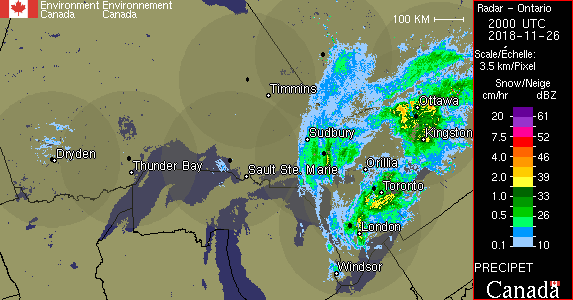 Environment Environnement
Canada Canada
100 KM
Timmins
Ottawa
Sudbury
Kingston
Dryden
Thunder Bay
Sault Ste. Marie
Orillia
Toronto
London
Windsor
Radar - Ontario
2000 UTC
2018-11-26
Scale/Échelle:
3.5 km/Pixel
Snow/Neige
cm/hr dBZ
20 61
7.5 52
4.0 46
2.0 39
1.0 33
0.5 26
0.1 10
PRECIPET
Canada